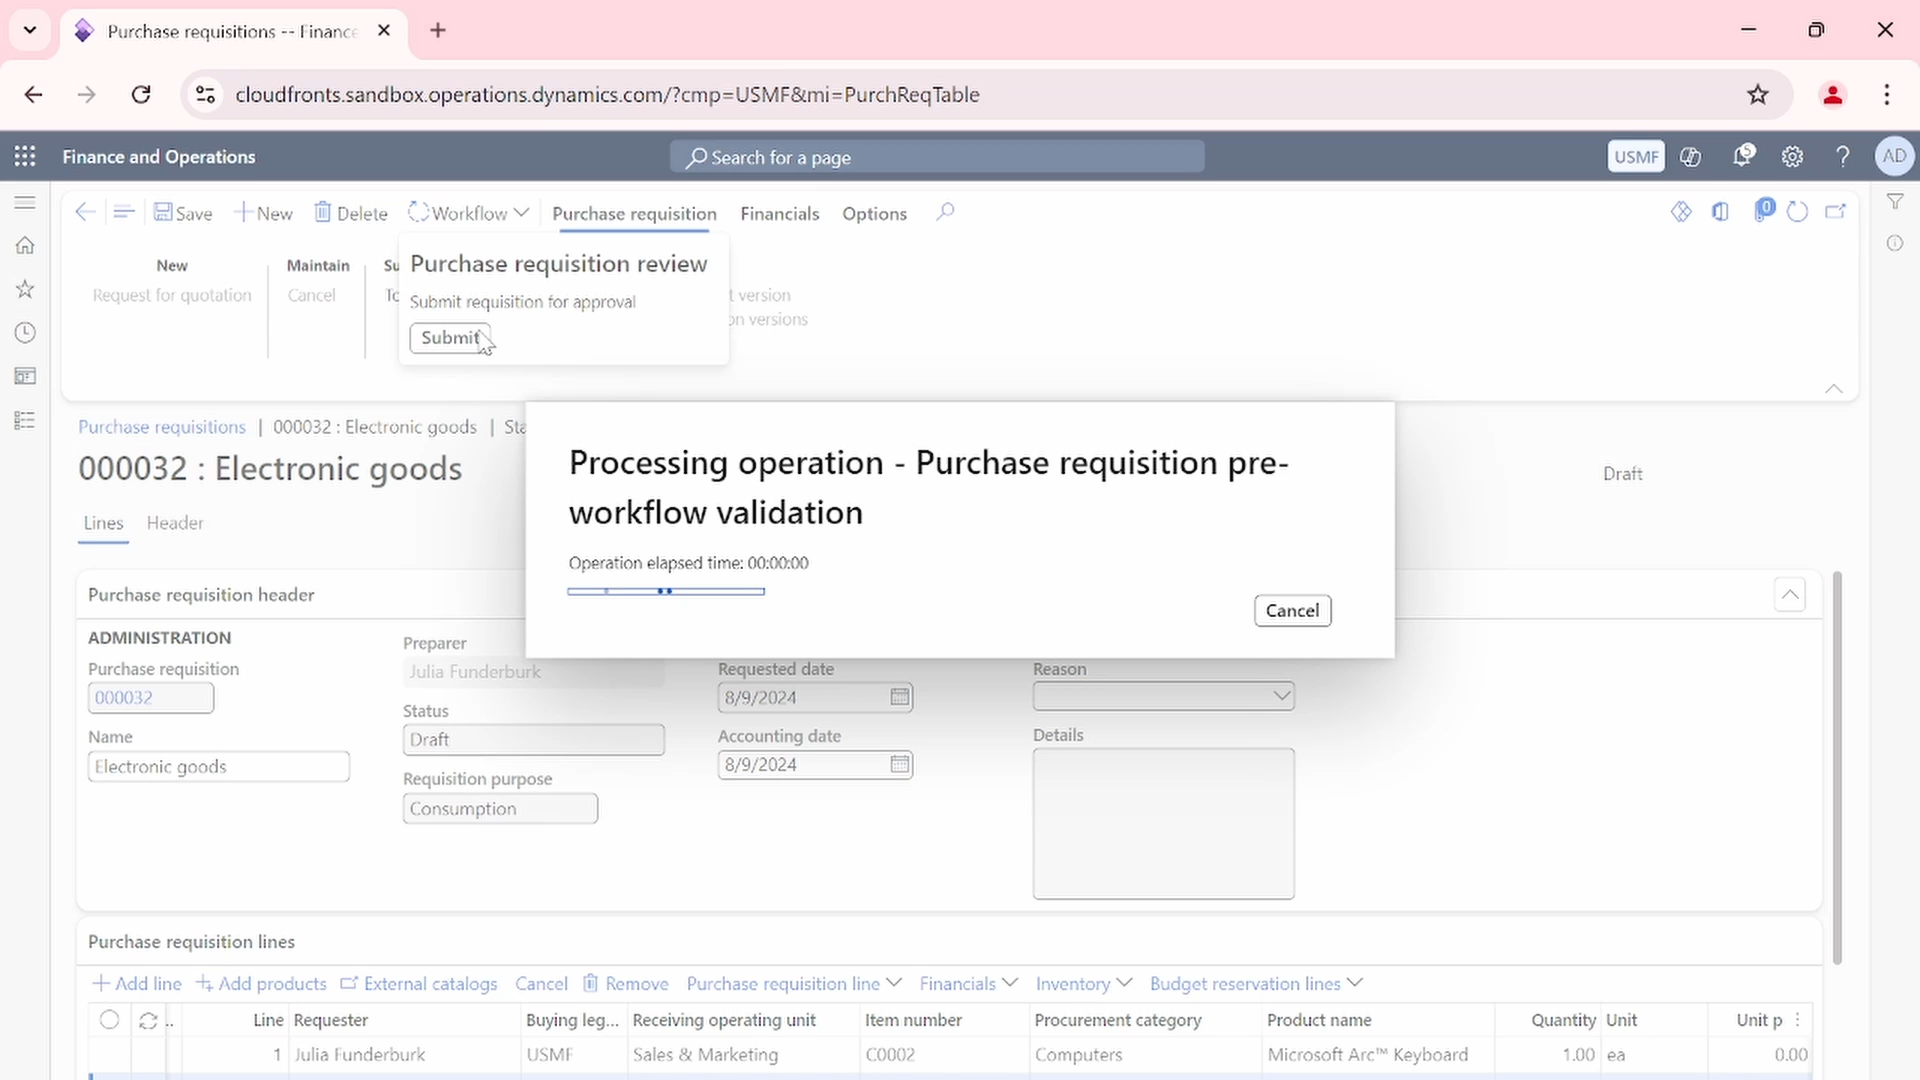 Purchase requisitions -- Finance
cloudfronts.sandbox.operations.dynamics.com/?cmp=USMF&mi=PurchReqTable
Finance and Operations
Search for a page
USMF
5
AD
Save
New
Delete
Workflow
Purchase requisition
Financials
Options
0
New
Maintain
Request for quotation
Cancel
Purchase requisition review
Submit requisition for approval
Submit
version
versions
Purchase requisitions | 000032 : Electronic goods |
000032 : Electronic goods
Draft
Lines
Header
Processing operation - Purchase requisition pre-
workflow validation
Operation elapsed time: 00:00:00
Cancel
Purchase requisition header
ADMINISTRATION
Purchase requisition
000032
Name
Electronic goods
Preparer
Julia Funderburk
Status
Draft
Requisition purpose
Consumption
Requested date
8/9/2024
Accounting date
8/9/2024
Reason
Details
Purchase requisition lines
Add line
Add products
External catalogs
Cancel
Remove
Purchase requisition line
Financials
Inventory
Budget reservation lines
.. Line Requester Buying leg... Receiving operating unit Item number Procurement category Product name Quantity Unit Unit p
1 Julia Funderburk USMF Sales & Marketing C0002 Computers Microsoft Arc™ Keyboard 1.00 ea 0.00